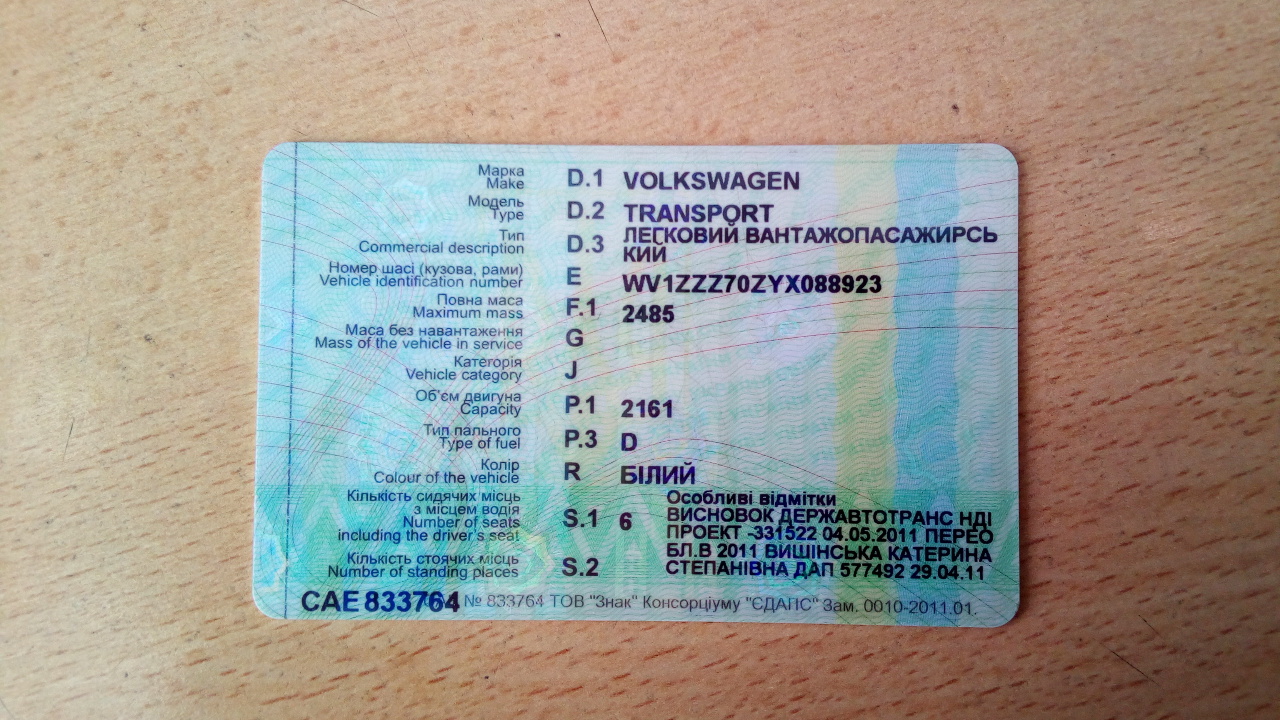 Марка
Make D.1 VOLKSWAGEN
Модель
Type D.2 TRANSPORT
Тип
Commercial description D.3 ЛЕГКОВИЙ ВАНТАЖОПАСАЖИРСЬ
КИЙ
Номер шасі (кузова, рами)
Vehicle identification number E WV1ZZZ70ZYX088923
Повна маса
Maximum mass F.1 2485
Маса без навантаження
Mass of the vehicle in service G
Категорія
Vehicle category J
Об'єм двигуна
Capacity P.1 2161
Тип пального
Type of fuel P.3 D
Колір
Colour of the vehicle R БІЛИЙ
Кількість сидячих місць
з місцем водія
Number of seats
including the driver's seat S.1 6
Кількість стоячих місць
Number of standing places S.2
Особливі відмітки
ВИСНОВОК ДЕРЖАВТОТРАНС НДІ
ПРОЕКТ -331522 04.05.2011 ПЕРЕО
БЛ.В 2011 ВИШІНСЬКА КАТЕРИНА
СТЕПАНІВНА ДАП 577492 29.04.11
САЕ 833764 № 833764 ТОВ "Знак" Консорціуму "ЄДАПС" Зам. 0010-2011.01.